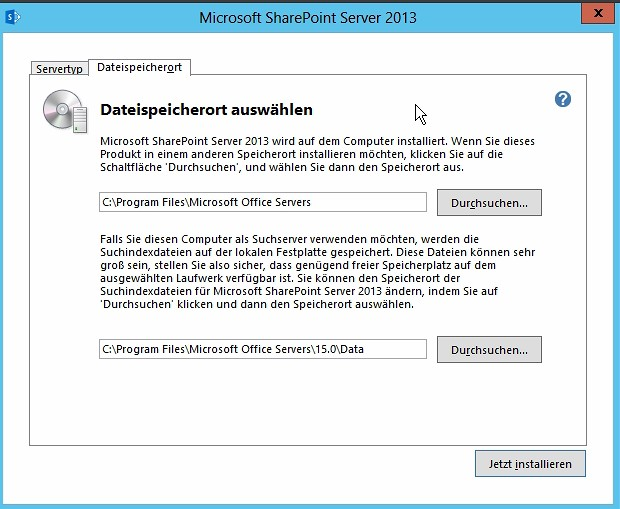 Microsoft SharePoint Server 2013
x
Servertyp
Dateispeicherort
Dateispeicherort auswählen
?
Microsoft SharePoint Server 2013 wird auf dem Computer installiert. Wenn Sie dieses
Produkt in einem anderen Speicherort installieren möchten, klicken Sie auf die
Schaltfläche 'Durchsuchen', und wählen Sie dann den Speicherort aus.
C:\Program Files\Microsoft Office Servers
Durchsuchen...
Falls Sie diesen Computer als Suchserver verwenden möchten, werden die
Suchindexdateien auf der lokalen Festplatte gespeichert. Diese Dateien können sehr
groß sein, stellen Sie also sicher, dass genügend freier Speicherplatz auf dem
ausgewählten Laufwerk verfügbar ist. Sie können den Speicherort der
Suchindexdateien für Microsoft SharePoint Server 2013 ändern, indem Sie auf
'Durchsuchen' klicken und dann den Speicherort auswählen.
C:\Program Files\Microsoft Office Servers\15.0\Data
Durchsuchen...
Jetzt installieren